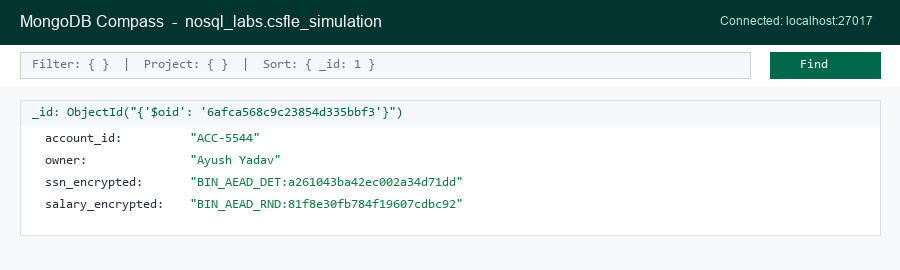 MongoDB Compass - nosql_labs.csfle_simulation
Connected: localhost:27017
Filter: { } | Project: { } | Sort: { _id: 1 }
Find
_id: ObjectId("{'$oid': '6afca568c9c23854d335bbf3'}")
account_id: "ACC-5544"
owner: "Ayush Yadav"
ssn_encrypted: "BIN_AEAD_DET:a261043ba42ec002a34d71dd"
salary_encrypted: "BIN_AEAD_RND:81f8e30fb784f19607cdbc92"